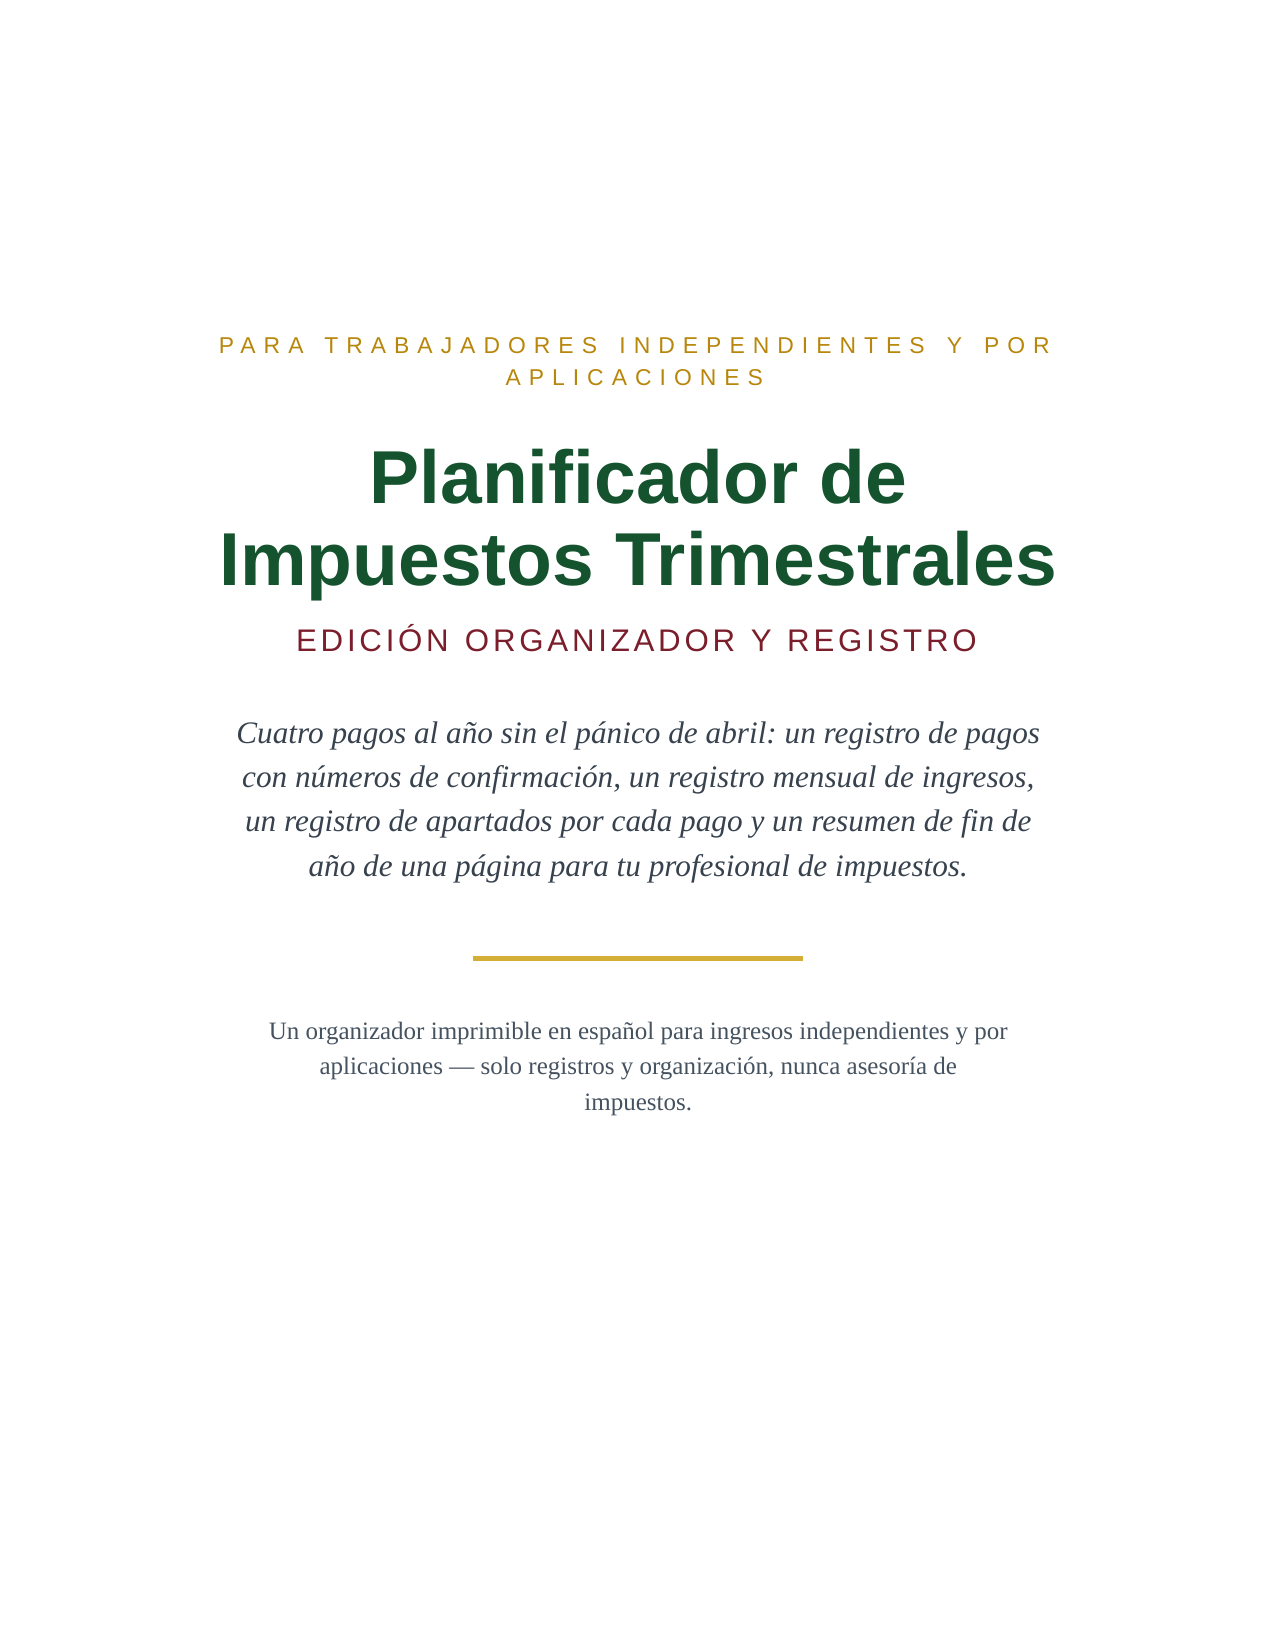 PARA TRABAJADORES INDEPENDIENTES Y POR
APLICACIONES
Planificador de
Impuestos Trimestrales
EDICIÓN ORGANIZADOR Y REGISTRO
Cuatro pagos al año sin el pánico de abril: un registro de pagos
con números de confirmación, un registro mensual de ingresos,
un registro de apartados por cada pago y un resumen de fin de
año de una página para tu profesional de impuestos.
Un organizador imprimible en español para ingresos independientes y por
aplicaciones — solo registros y organización, nunca asesoría de
impuestos.